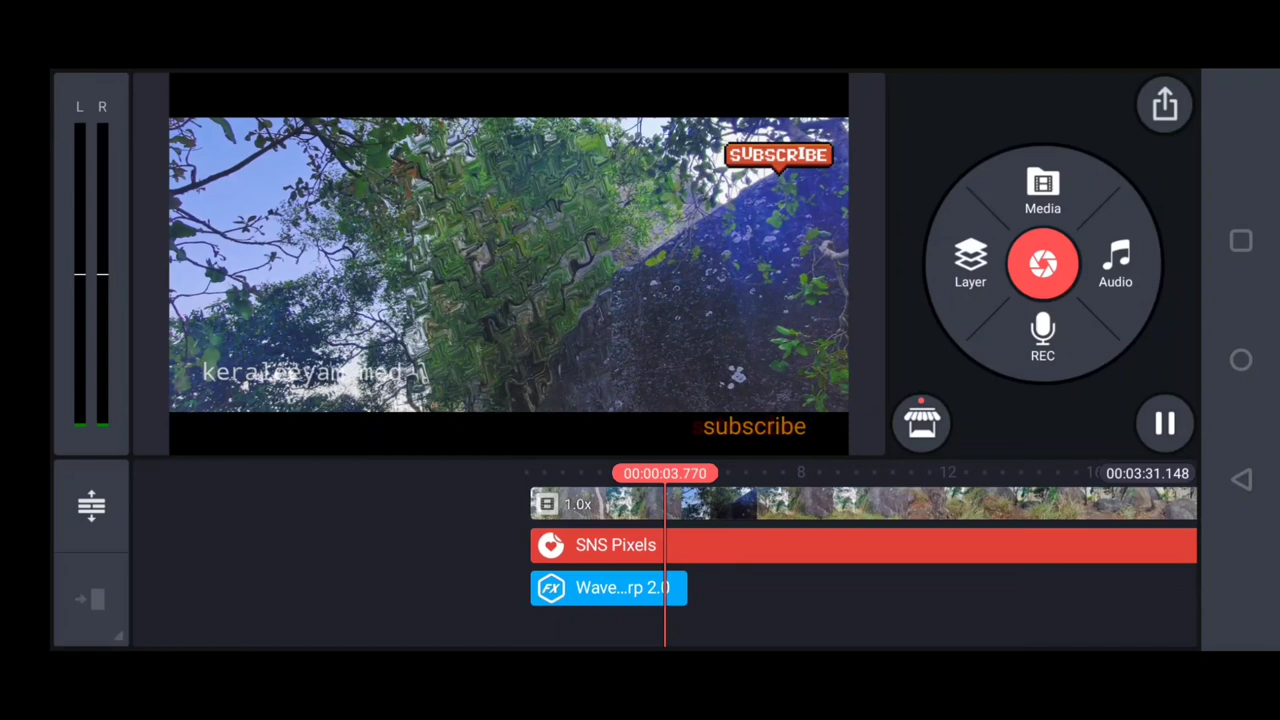 L R
SUBSCRIBE
Media
Layer
Audio
REC
subscribe
00:00:03.770
8
12
00:03:31.148
1.0x
SNS Pixels
FX
Wave...rp 2.0